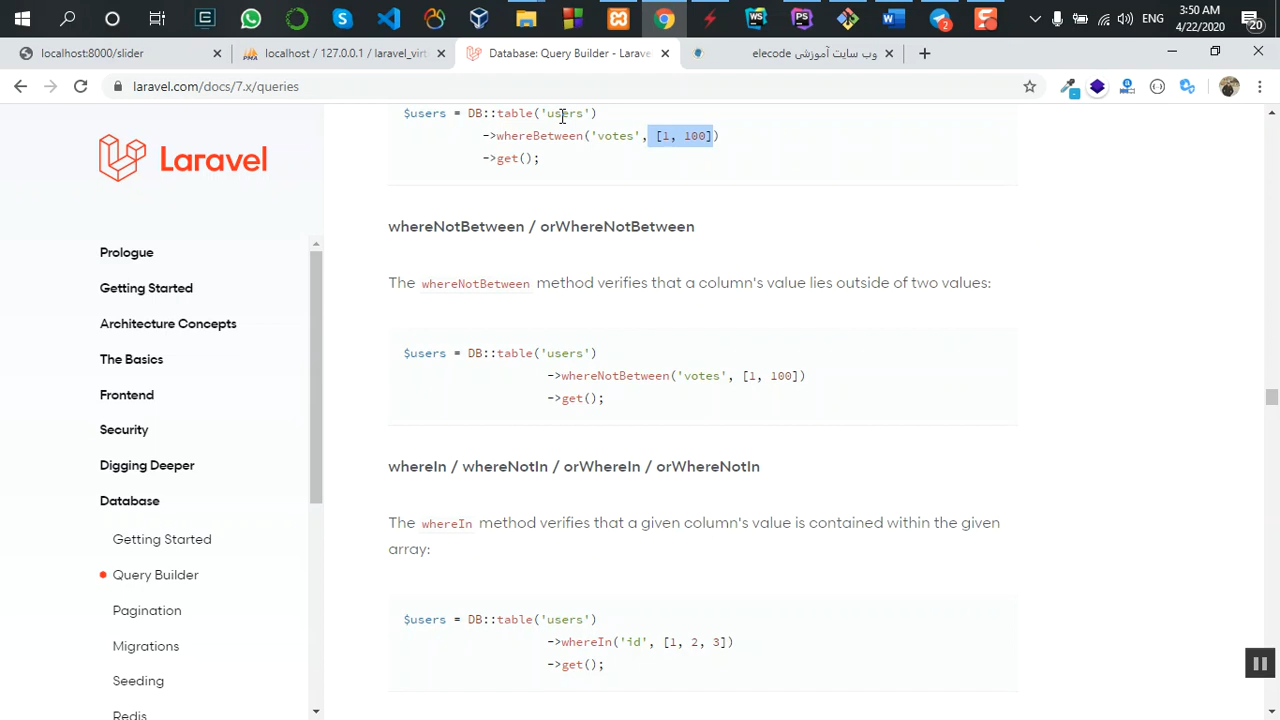 ENG
3:50 AM
4/22/2020
20
2
localhost:8000/slider
localhost / 127.0.0.1 / laravel_virt
Database: Query Builder - Larave
وب سایت آموزشی elecode
laravel.com/docs/7.x/queries
Laravel
Prologue
Getting Started
Architecture Concepts
The Basics
Frontend
Security
Digging Deeper
Database
Getting Started
Query Builder
Pagination
Migrations
Seeding
Redis
$users = DB::table('users')
->whereBetween('votes', [1, 100])
->get();
whereNotBetween / orWhereNotBetween
The whereNotBetween method verifies that a column's value lies outside of two values:
$users = DB::table('users')
->whereNotBetween('votes', [1, 100])
->get();
whereIn / whereNotIn / orWhereIn / orWhereNotIn
The whereIn method verifies that a given column's value is contained within the given
array:
$users = DB::table('users')
->whereIn('id', [1, 2, 3])
->get();